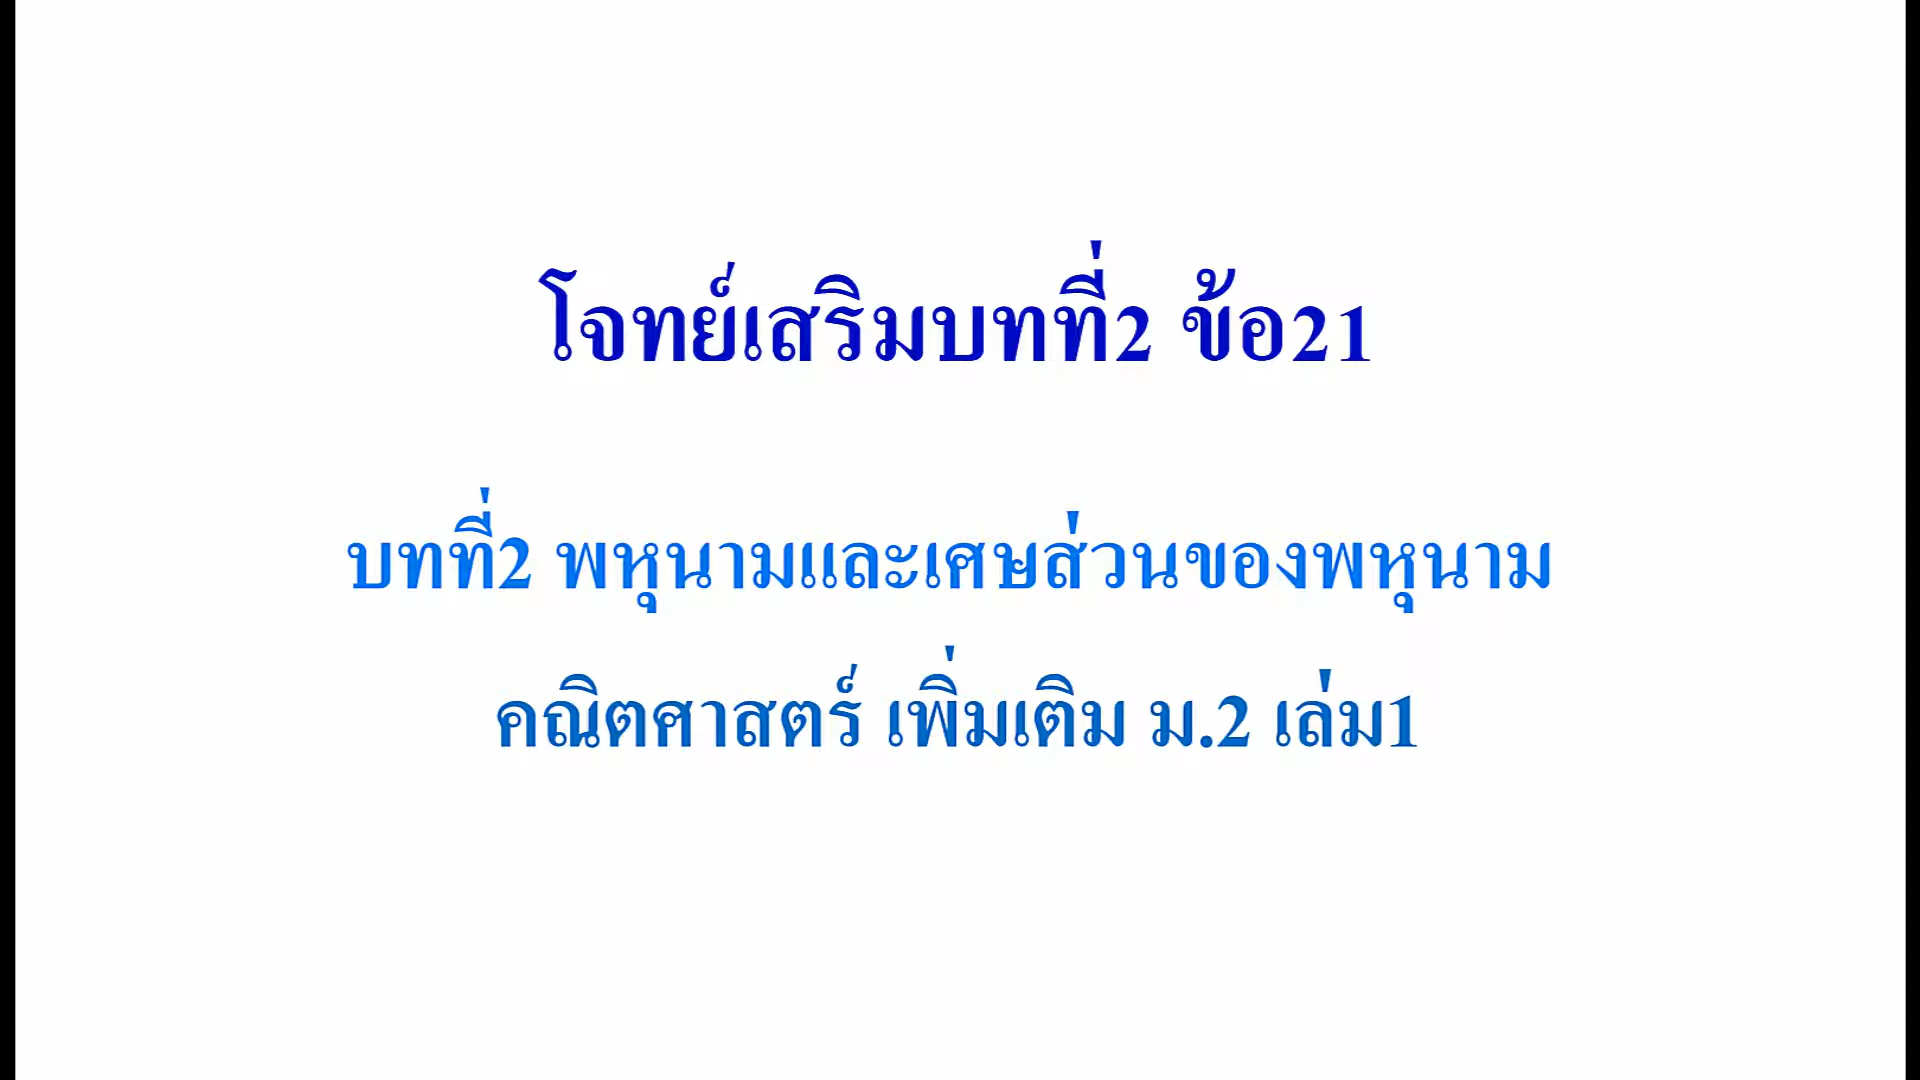 โจทย์เสริมบทที่2 ข้อ21
บทที่2 พหุนามและเศษส่วนของพหุนาม
คณิตศาสตร์ เพิ่มเติม ม.2 เล่ม1